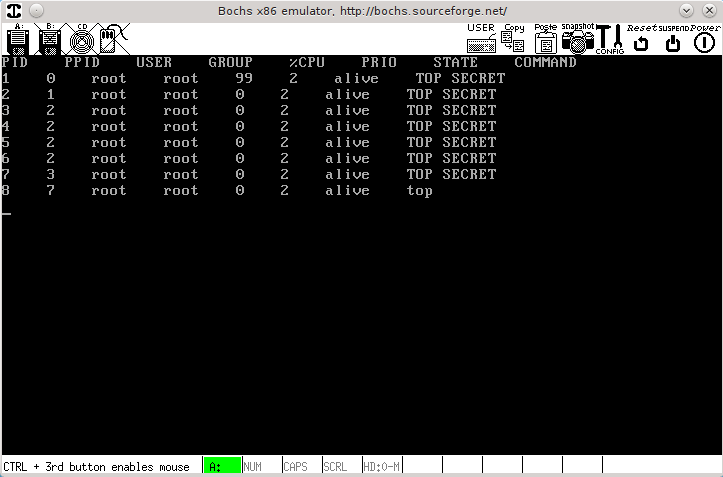 Bochs x86 emulator, http://bochs.sourceforge.net/
A: B: CD USER Copy Paste snapshot CONFIG Reset SUSPEND Power
PID PPID USER GROUP %CPU PRIO STATE COMMAND
1 0 root root 99 2 alive TOP SECRET
2 1 root root 0 2 alive TOP SECRET
3 2 root root 0 2 alive TOP SECRET
4 2 root root 0 2 alive TOP SECRET
5 2 root root 0 2 alive TOP SECRET
6 2 root root 0 2 alive TOP SECRET
7 3 root root 0 2 alive TOP SECRET
8 7 root root 0 2 alive top
CTRL + 3rd button enables mouse A: NUM CAPS SCRL HD:0-M